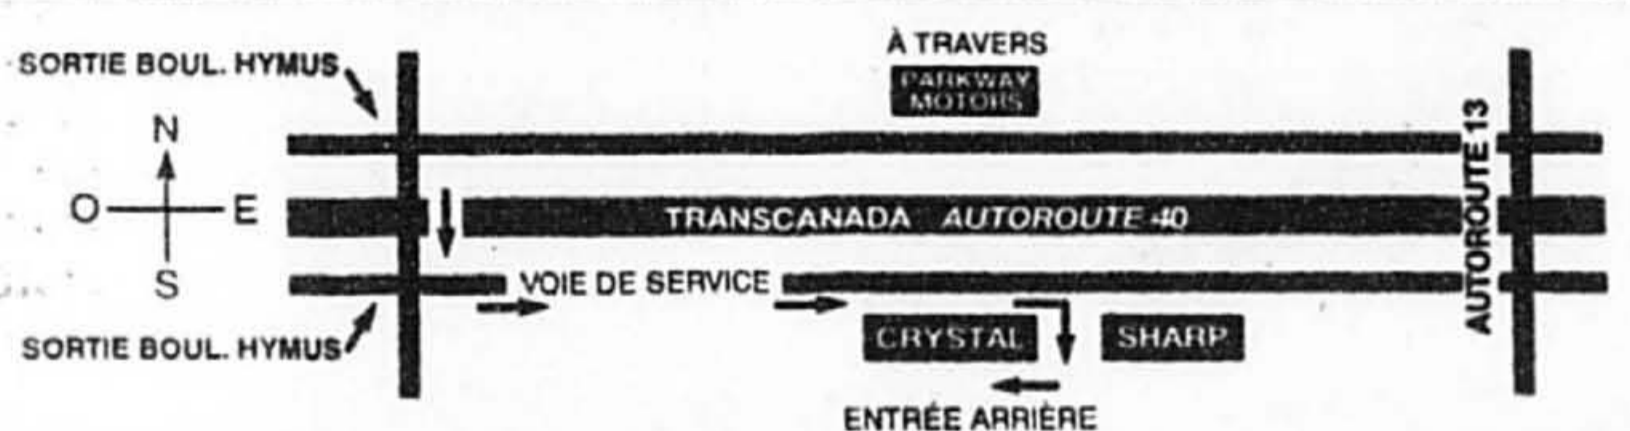 À TRAVERS
PARKWAY
MOTORS
SORTIE BOUL. HYMUS
N
O
E
S
TRANSCANADA AUTOROUTE 40
AUTOROUTE 13
VOIE DE SERVICE
CRYSTAL
SHARP
SORTIE BOUL. HYMUS
ENTRÉE ARRIÈRE